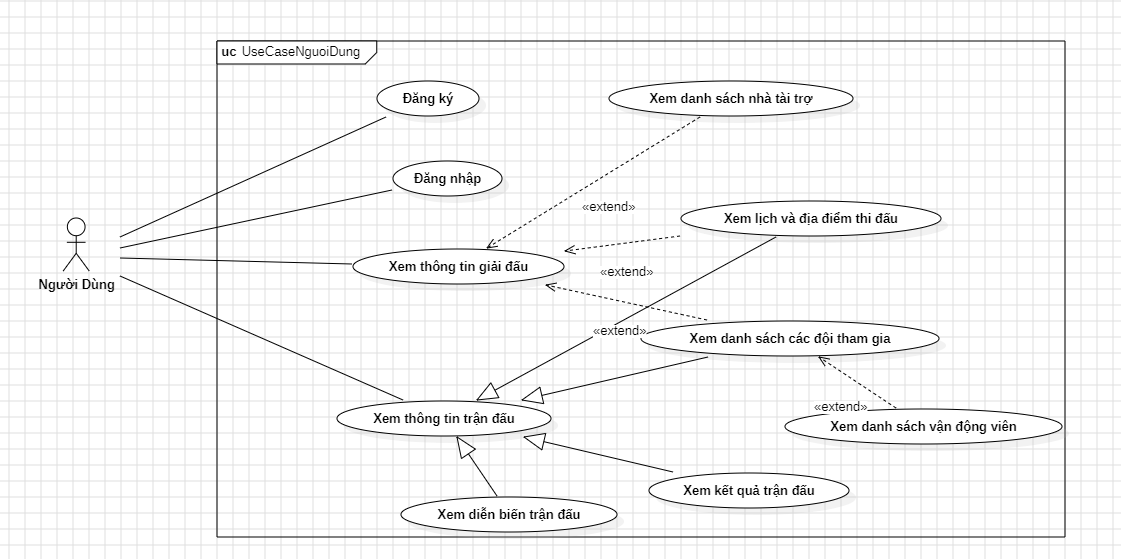 uc UseCaseNguoiDung
Đăng ký
Xem danh sách nhà tài trợ
Đăng nhập
«extend»
Xem lịch và địa điểm thi đấu
Xem thông tin giải đấu
«extend»
Người Dùng
«extend»
Xem danh sách các đội tham gia
«extend»
Xem thông tin trận đấu
Xem danh sách vận động viên
Xem kết quả trận đấu
Xem diễn biến trận đấu